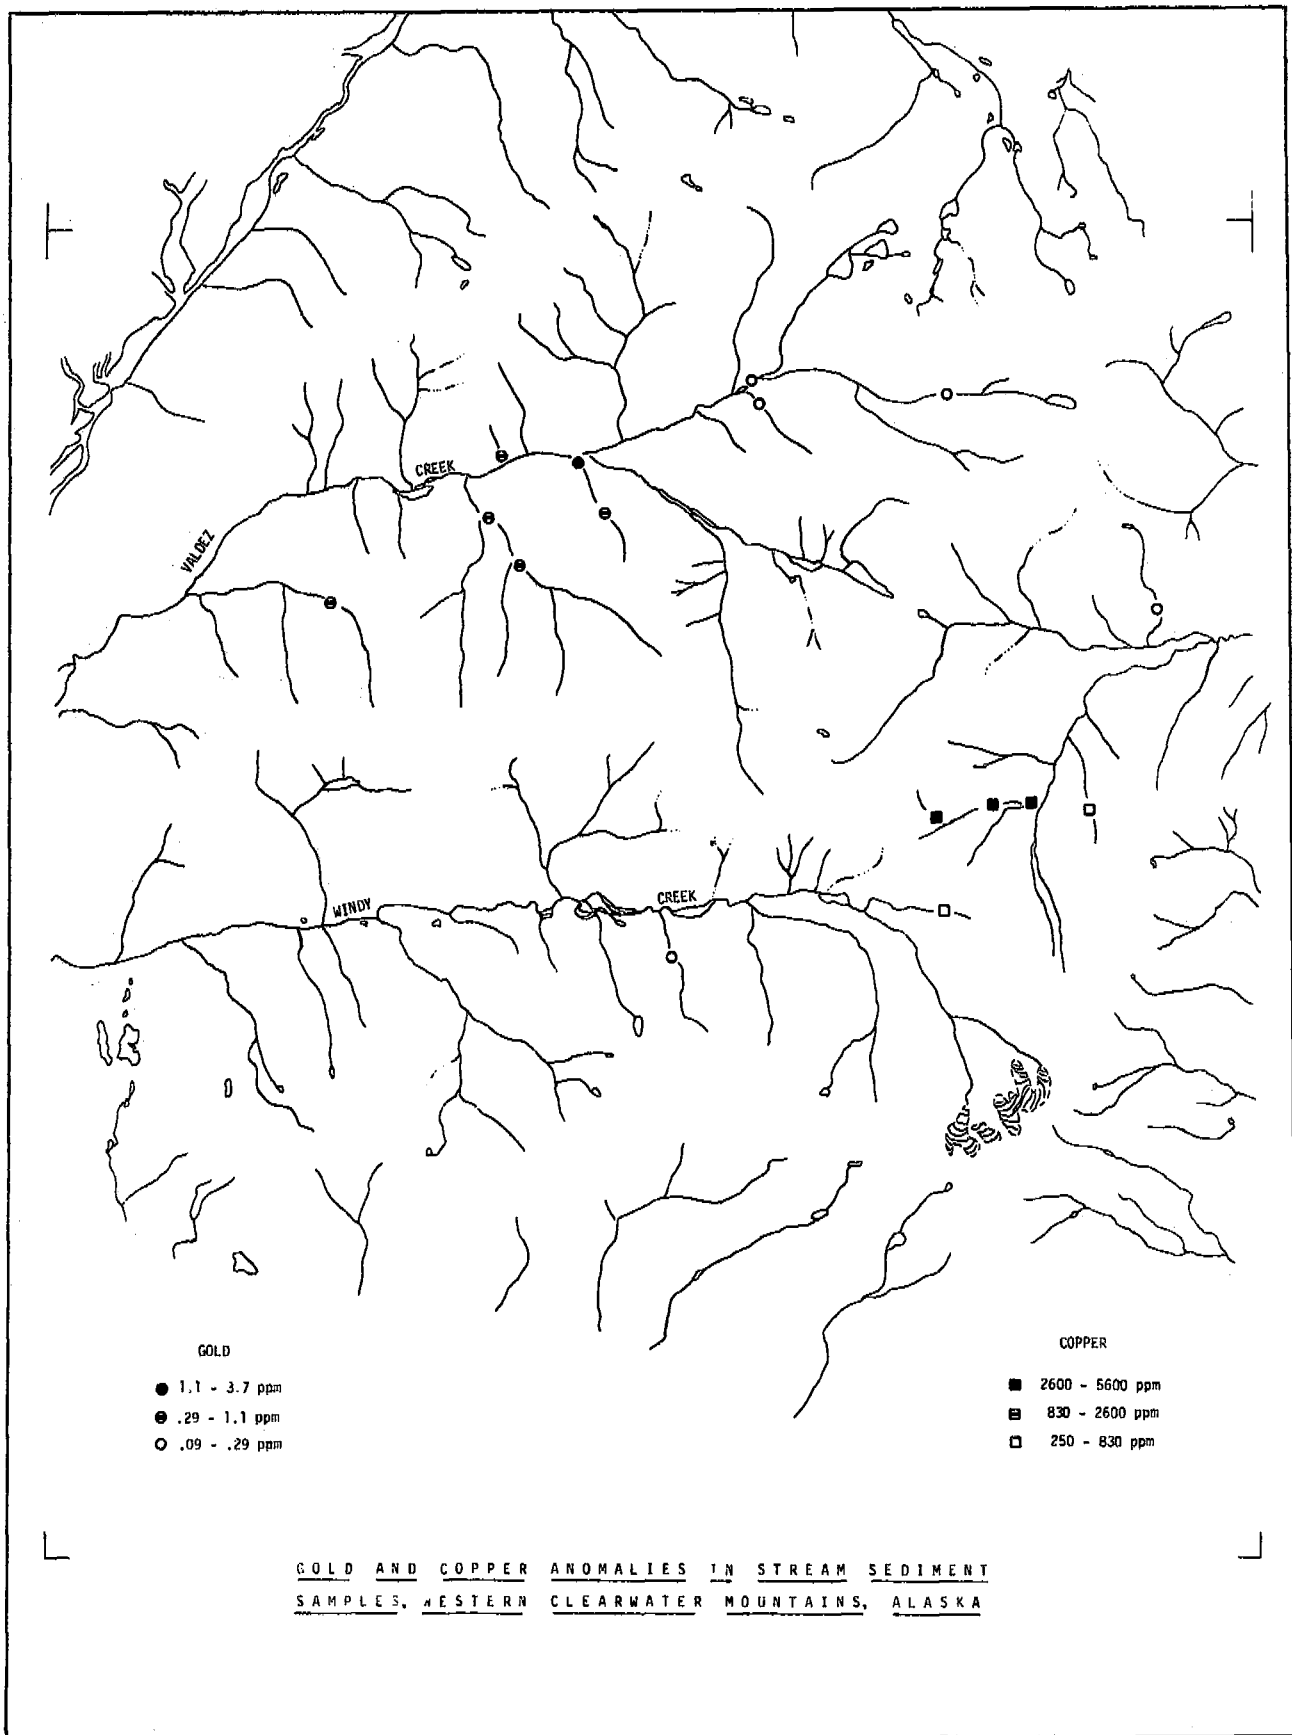 CREEK
VALDEZ
CREEK
WINDY
GOLD
1.1 - 3.7 ppm
.29 - 1.1 ppm
.09 - .29 ppm
COPPER
2600 - 5600 ppm
830 - 2600 ppm
250 - 830 ppm
GOLD AND COPPER ANOMALIES IN STREAM SEDIMENT
SAMPLES, WESTERN CLEARWATER MOUNTAINS, ALASKA